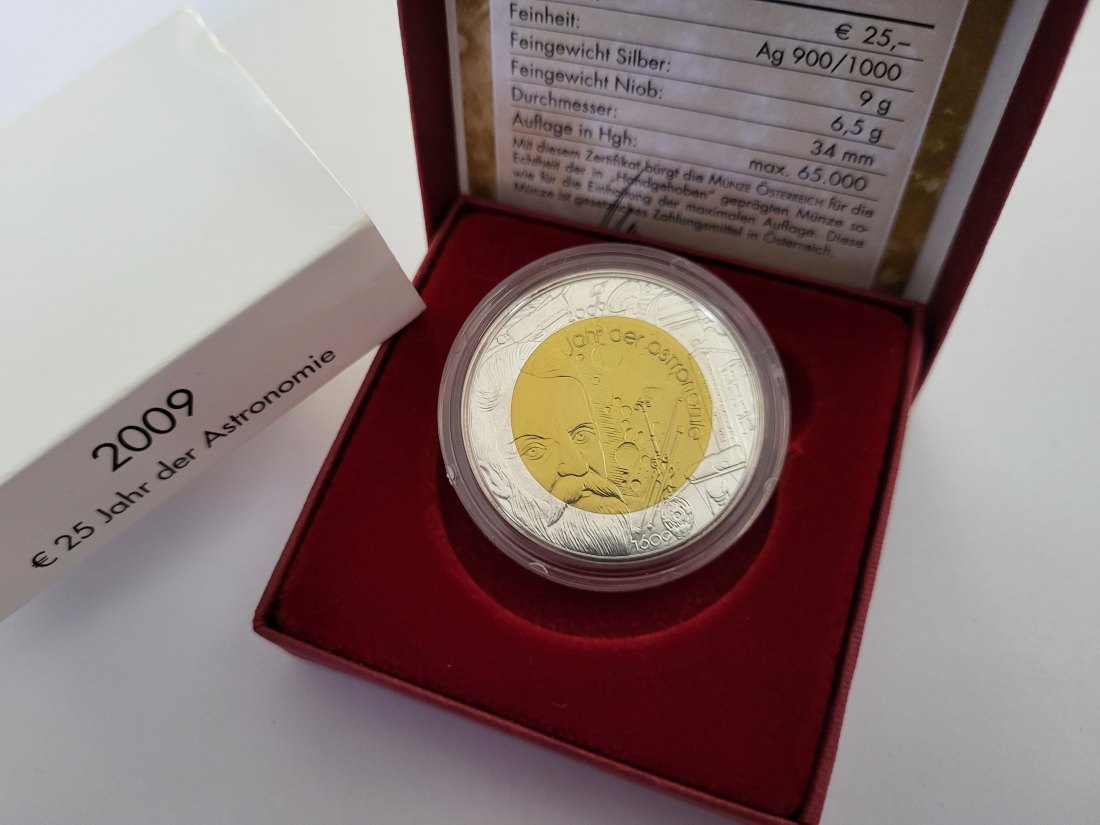 2009
€ 25 Jahr der Astronomie
€ 25,–
Feinheit: Ag 900/1000
Feingewicht Silber: 9 g
Feingewicht Niob: 6,5 g
Durchmesser: 34 mm
Auflage in Hgh: max. 65.000
Mit diesem Zertifikat bürgt die MÜNZE ÖSTERREICH für die
Echtheit der in „Handgehoben" geprägten Münze so-
wie für die Einhaltung der maximalen Auflage. Diese
Münze ist gesetzliches Zahlungsmittel in Österreich.
2009
Jahr der Astronomie
1609